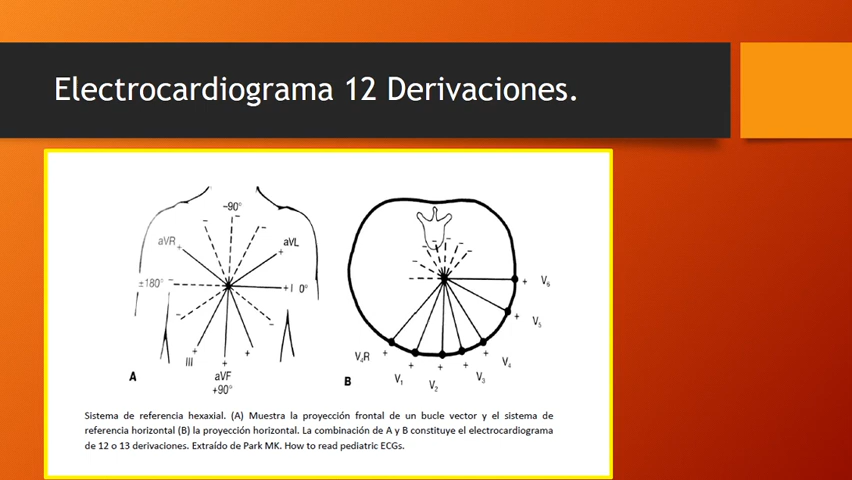 Electrocardiograma 12 Derivaciones.
-90°
aVR
aVL
±180°
+ I 0°
III
aVF
+90°
A
V₆
V₅
V₄
V₃
V₂
V₁
V₄R
B
Sistema de referencia hexaxial. (A) Muestra la proyección frontal de un bucle vector y el sistema de
referencia horizontal (B) la proyección horizontal. La combinación de A y B constituye el electrocardiograma
de 12 o 13 derivaciones. Extraído de Park MK. How to read pediatric ECGs.